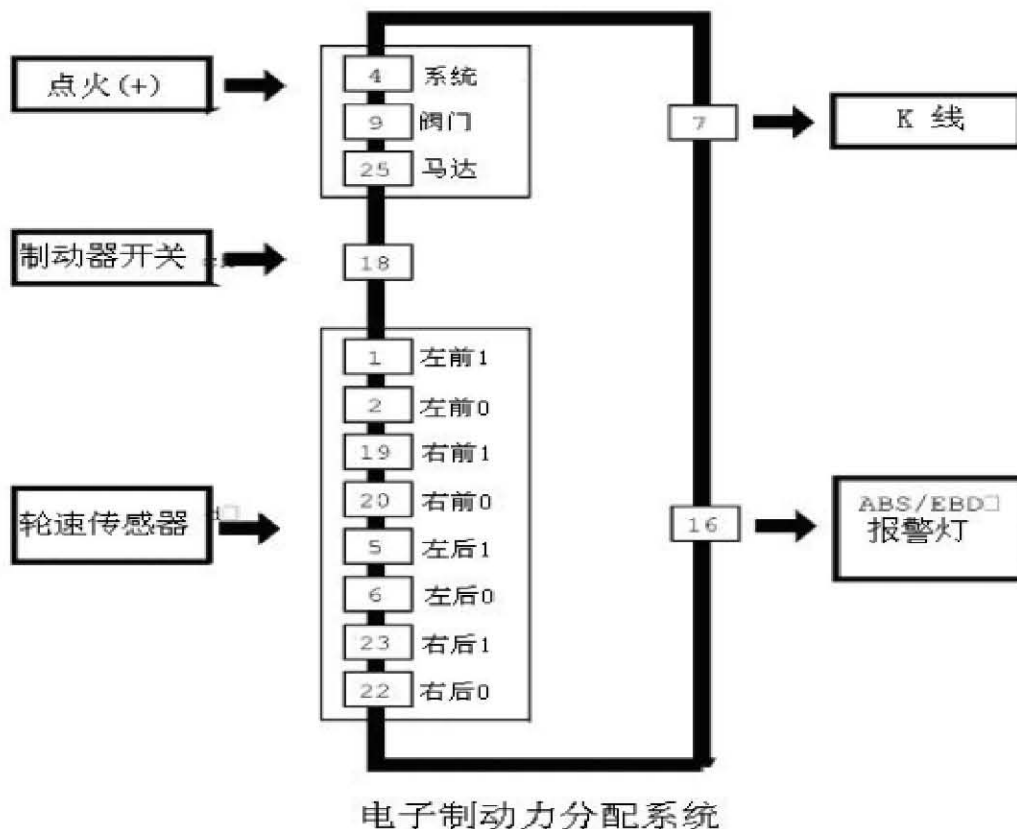 点火(+)
4 系统
9 阀门
25 马达
7
K 线
制动器开关
18
1 左前1
2 左前0
19 右前1
20 右前0
5 左后1
6 左后0
23 右后1
22 右后0
轮速传感器
16
ABS/EBD
报警灯
电子制动力分配系统